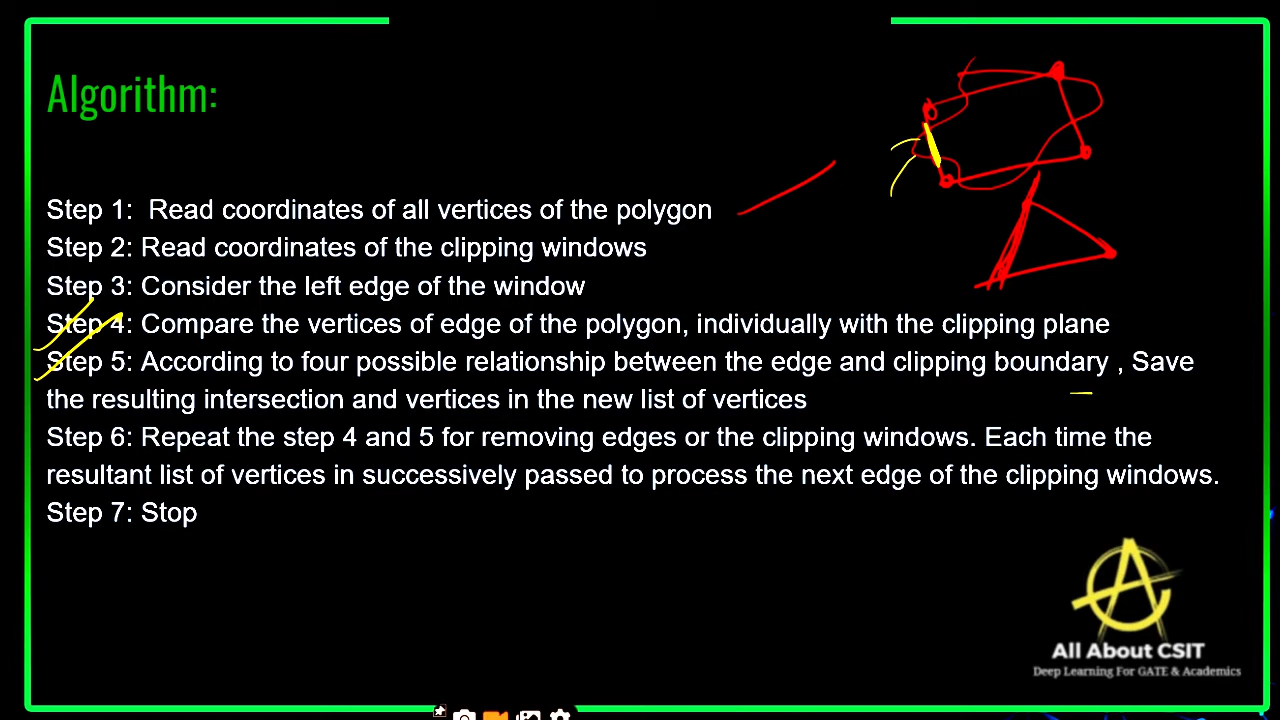 Algorithm:
Step 1: Read coordinates of all vertices of the polygon
Step 2: Read coordinates of the clipping windows
Step 3: Consider the left edge of the window
Step 4: Compare the vertices of edge of the polygon, individually with the clipping plane
Step 5: According to four possible relationship between the edge and clipping boundary , Save
the resulting intersection and vertices in the new list of vertices
Step 6: Repeat the step 4 and 5 for removing edges or the clipping windows. Each time the
resultant list of vertices in successively passed to process the next edge of the clipping windows.
Step 7: Stop
All About CSIT
Deep Learning For GATE & Academics